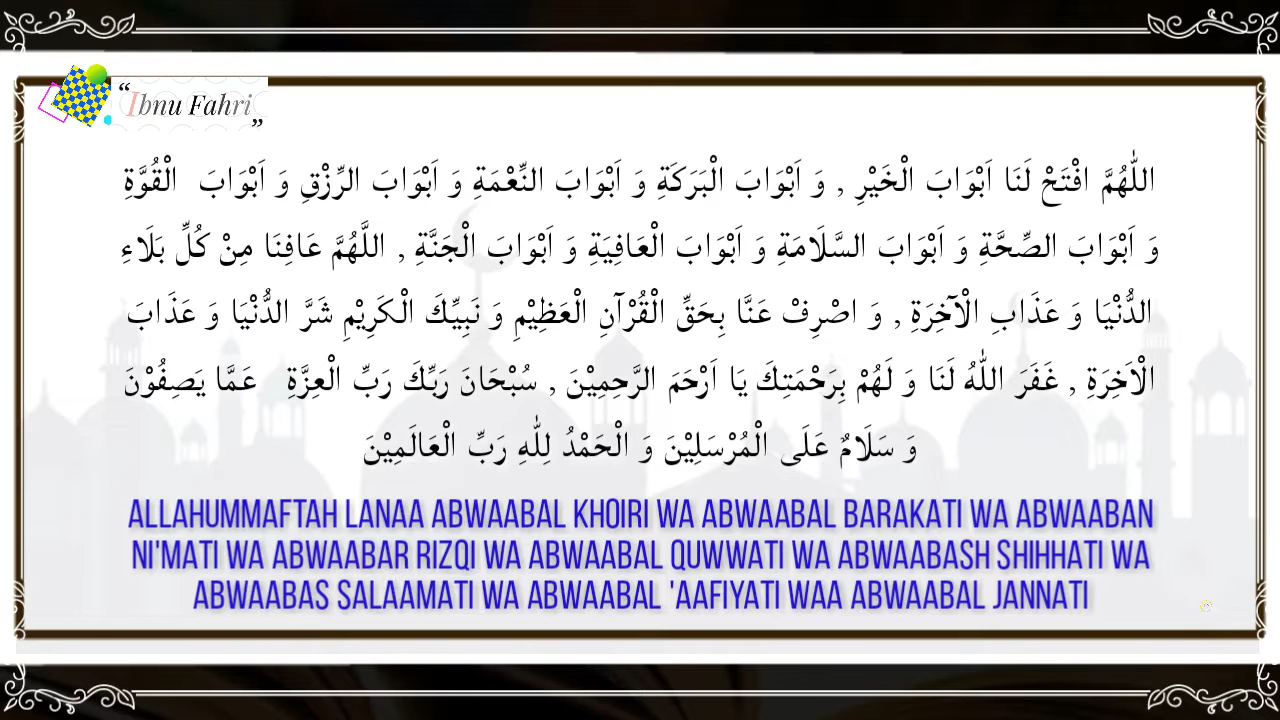 “Ibnu Fahri„
اللّٰهُمَّ افْتَحْ لَنَا اَبْوَابَ الْخَيْرِ , وَ اَبْوَابَ الْبَرَكَةِ وَ اَبْوَابَ النِّعْمَةِ وَ اَبْوَابَ الرِّزْقِ وَ اَبْوَابَ الْقُوَّةِ
وَ اَبْوَابَ الصِّحَّةِ وَ اَبْوَابَ السَّلَامَةِ وَ اَبْوَابَ الْعَافِيَةِ وَ اَبْوَابَ الْجَنَّةِ , اللَّهُمَّ عَافِنَا مِنْ كُلِّ بَلَاءِ
الدُّنْيَا وَ عَذَابِ الْآخِرَةِ , وَ اصْرِفْ عَنَّا بِحَقِّ الْقُرْآنِ الْعَظِيْمِ وَ نَبِيِّكَ الْكَرِيْمِ شَرَّ الدُّنْيَا وَ عَذَابَ
الْاَخِرَةِ , غَفَرَ اللّٰهُ لَنَا وَ لَهُمْ بِرَحْمَتِكَ يَا اَرْحَمَ الرَّحِمِيْنَ , سُبْحَانَ رَبِّكَ رَبِّ الْعِزَّةِ عَمَّا يَصِفُوْنَ
وَ سَلَامٌ عَلَى الْمُرْسَلِيْنَ وَ الْحَمْدُ لِلّٰهِ رَبِّ الْعَالَمِيْنَ
ALLAHUMMAFTAH LANAA ABWAABAL KHOIRI WA ABWAABAL BARAKATI WA ABWAABAN
NI'MATI WA ABWAABAR RIZQI WA ABWAABAL QUWWATI WA ABWAABASH SHIHHATI WA
ABWAABAS SALAAMATI WA ABWAABAL 'AAFIYATI WAA ABWAABAL JANNATI